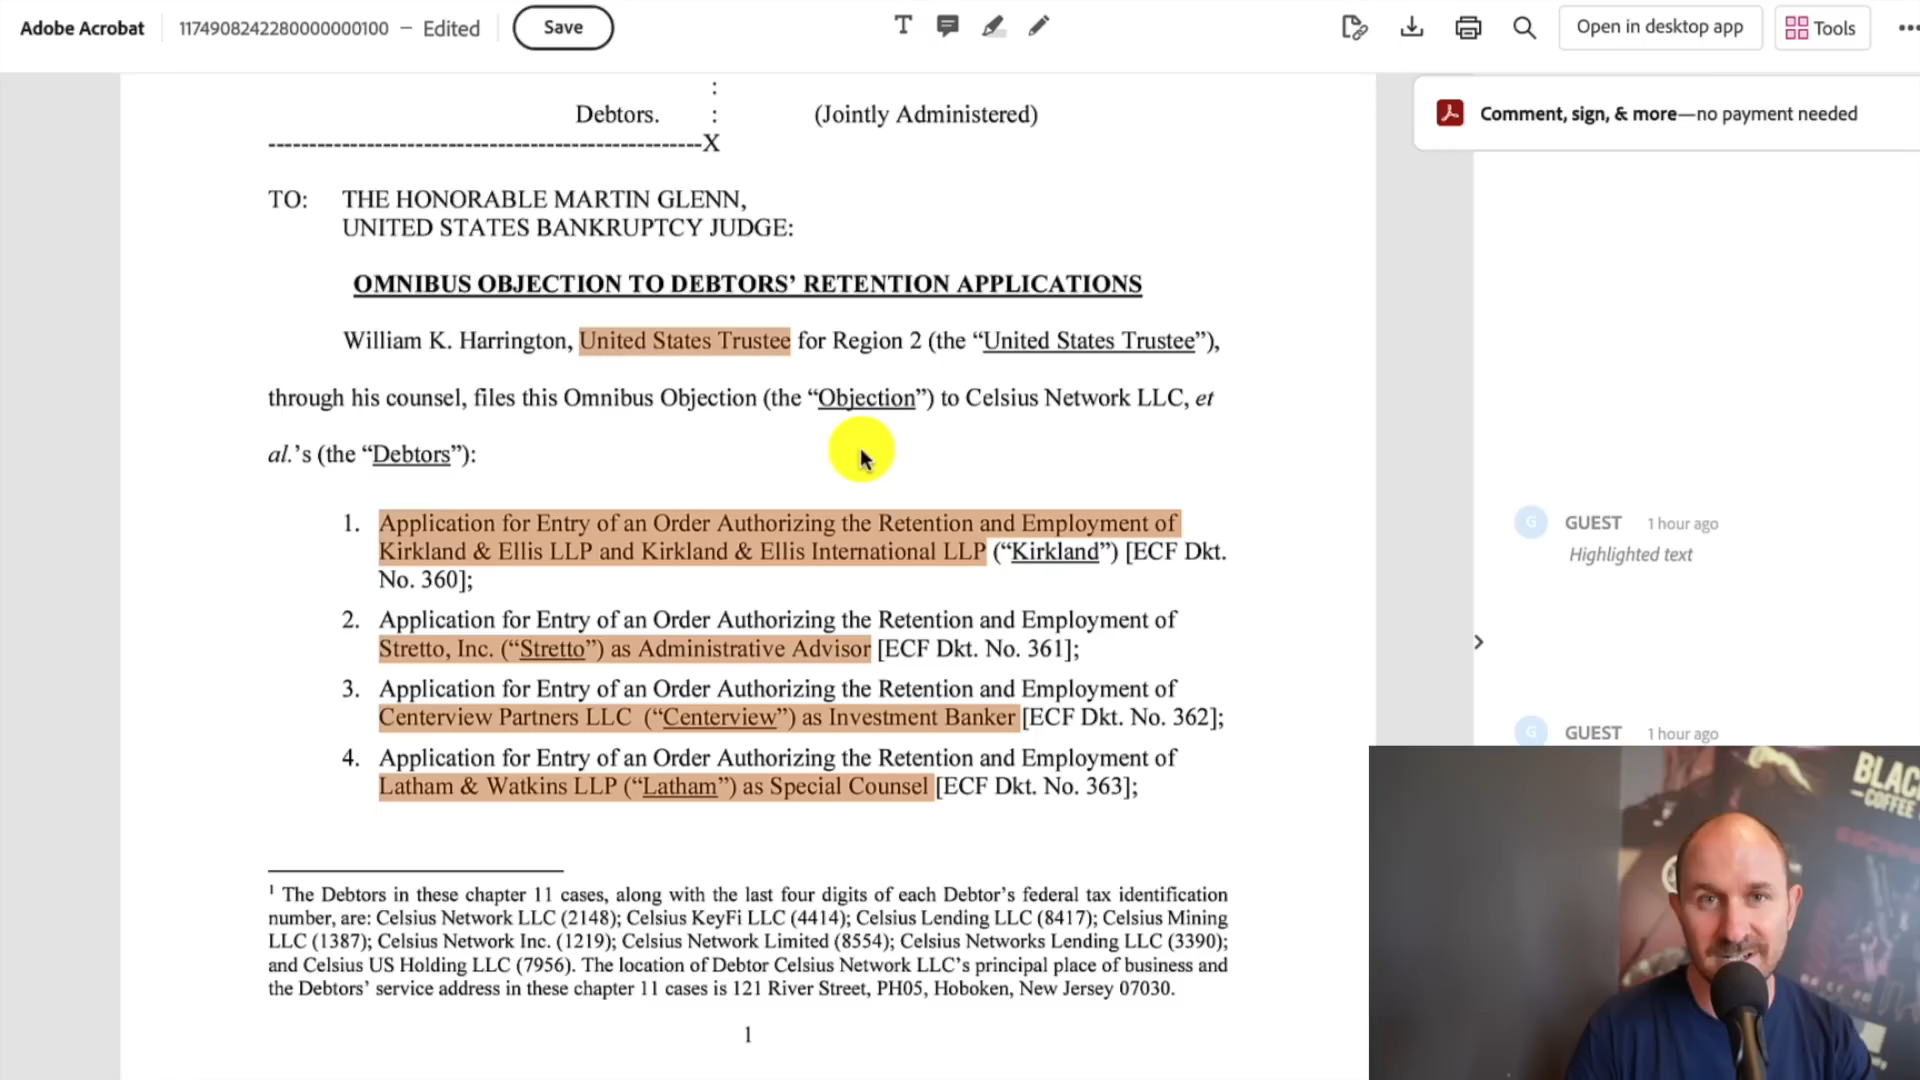 Adobe Acrobat
1174908242280000000100 — Edited
Save
Open in desktop app
Tools
Comment, sign, & more—no payment needed
:
Debtors. : (Jointly Administered)
-----------------------------------------------------X
TO: THE HONORABLE MARTIN GLENN,
UNITED STATES BANKRUPTCY JUDGE:
OMNIBUS OBJECTION TO DEBTORS’ RETENTION APPLICATIONS
William K. Harrington, United States Trustee for Region 2 (the “United States Trustee”),
through his counsel, files this Omnibus Objection (the “Objection”) to Celsius Network LLC, et
al.’s (the “Debtors”):
1. Application for Entry of an Order Authorizing the Retention and Employment of
Kirkland & Ellis LLP and Kirkland & Ellis International LLP (“Kirkland”) [ECF Dkt.
No. 360];
2. Application for Entry of an Order Authorizing the Retention and Employment of
Stretto, Inc. (“Stretto”) as Administrative Advisor [ECF Dkt. No. 361];
3. Application for Entry of an Order Authorizing the Retention and Employment of
Centerview Partners LLC (“Centerview”) as Investment Banker [ECF Dkt. No. 362];
4. Application for Entry of an Order Authorizing the Retention and Employment of
Latham & Watkins LLP (“Latham”) as Special Counsel [ECF Dkt. No. 363];
1 The Debtors in these chapter 11 cases, along with the last four digits of each Debtor’s federal tax identification
number, are: Celsius Network LLC (2148); Celsius KeyFi LLC (4414); Celsius Lending LLC (8417); Celsius Mining
LLC (1387); Celsius Network Inc. (1219); Celsius Network Limited (8554); Celsius Networks Lending LLC (3390);
and Celsius US Holding LLC (7956). The location of Debtor Celsius Network LLC’s principal place of business and
the Debtors’ service address in these chapter 11 cases is 121 River Street, PH05, Hoboken, New Jersey 07030.
1
G GUEST 1 hour ago
Highlighted text
G GUEST 1 hour ago
BLAC
COFFEE